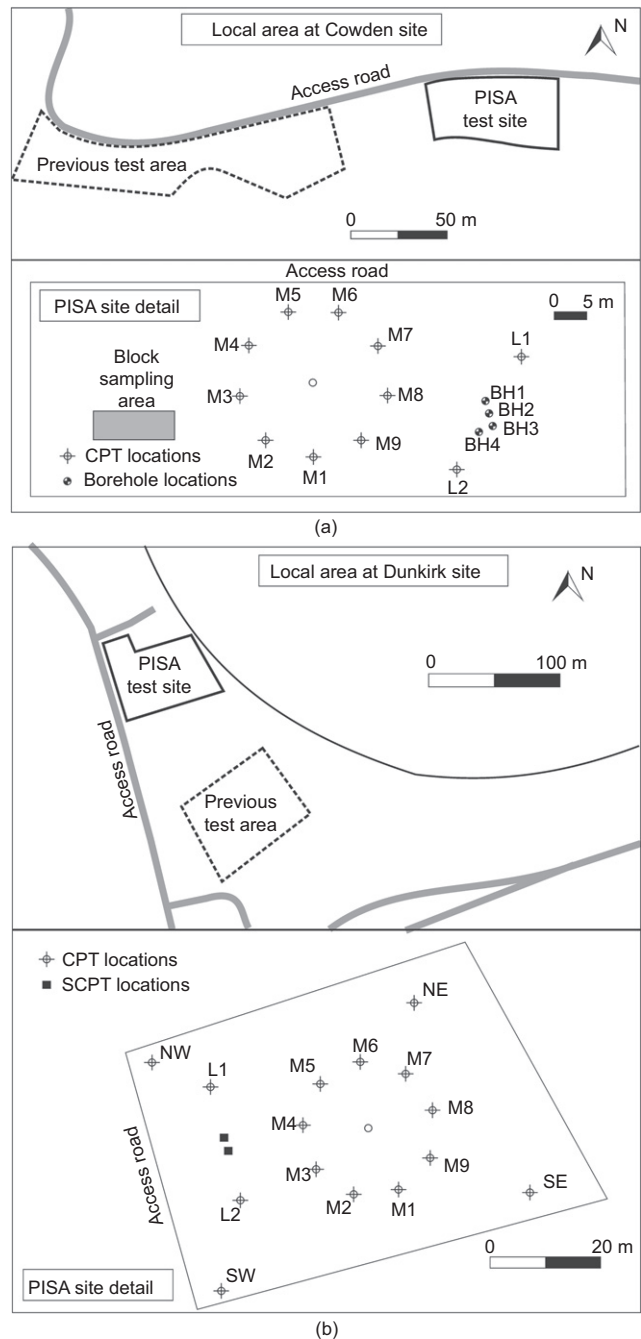 Local area at Cowden site
N
Access road
PISA
test site
Previous test area
0 50 m
Access road
PISA site detail
M5 M6
0 5 m
M4 M7
L1
Block
sampling
area
M3 M8
BH1
BH2
BH3
BH4
M2 M9
M1
L2
CPT locations
Borehole locations
(a)
Local area at Dunkirk site
N
PISA
test site
0 100 m
Access road
Previous
test area
CPT locations
SCPT locations
NE
NW
L1
M5
M6
M7
M4
M8
M3
M9
L2
M2
M1
SE
Access road
SW
0 20 m
PISA site detail
(b)